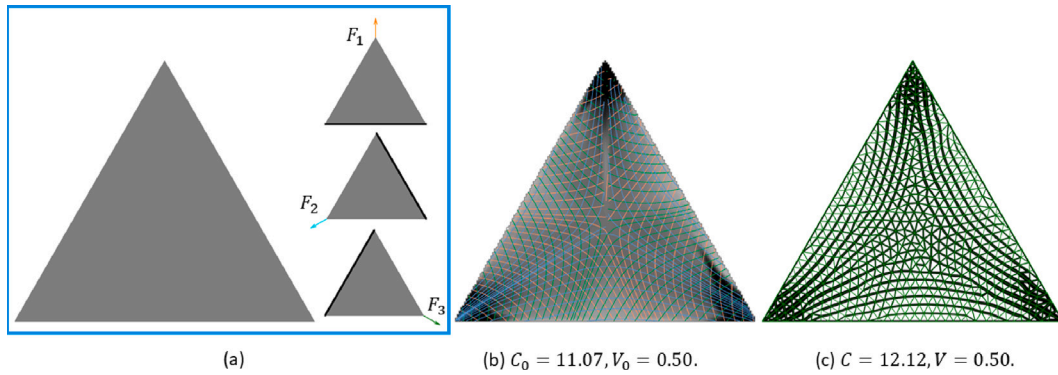 F₁
F₂
F₃
(a)
(b) C₀ = 11.07, V₀ = 0.50.
(c) C = 12.12, V = 0.50.